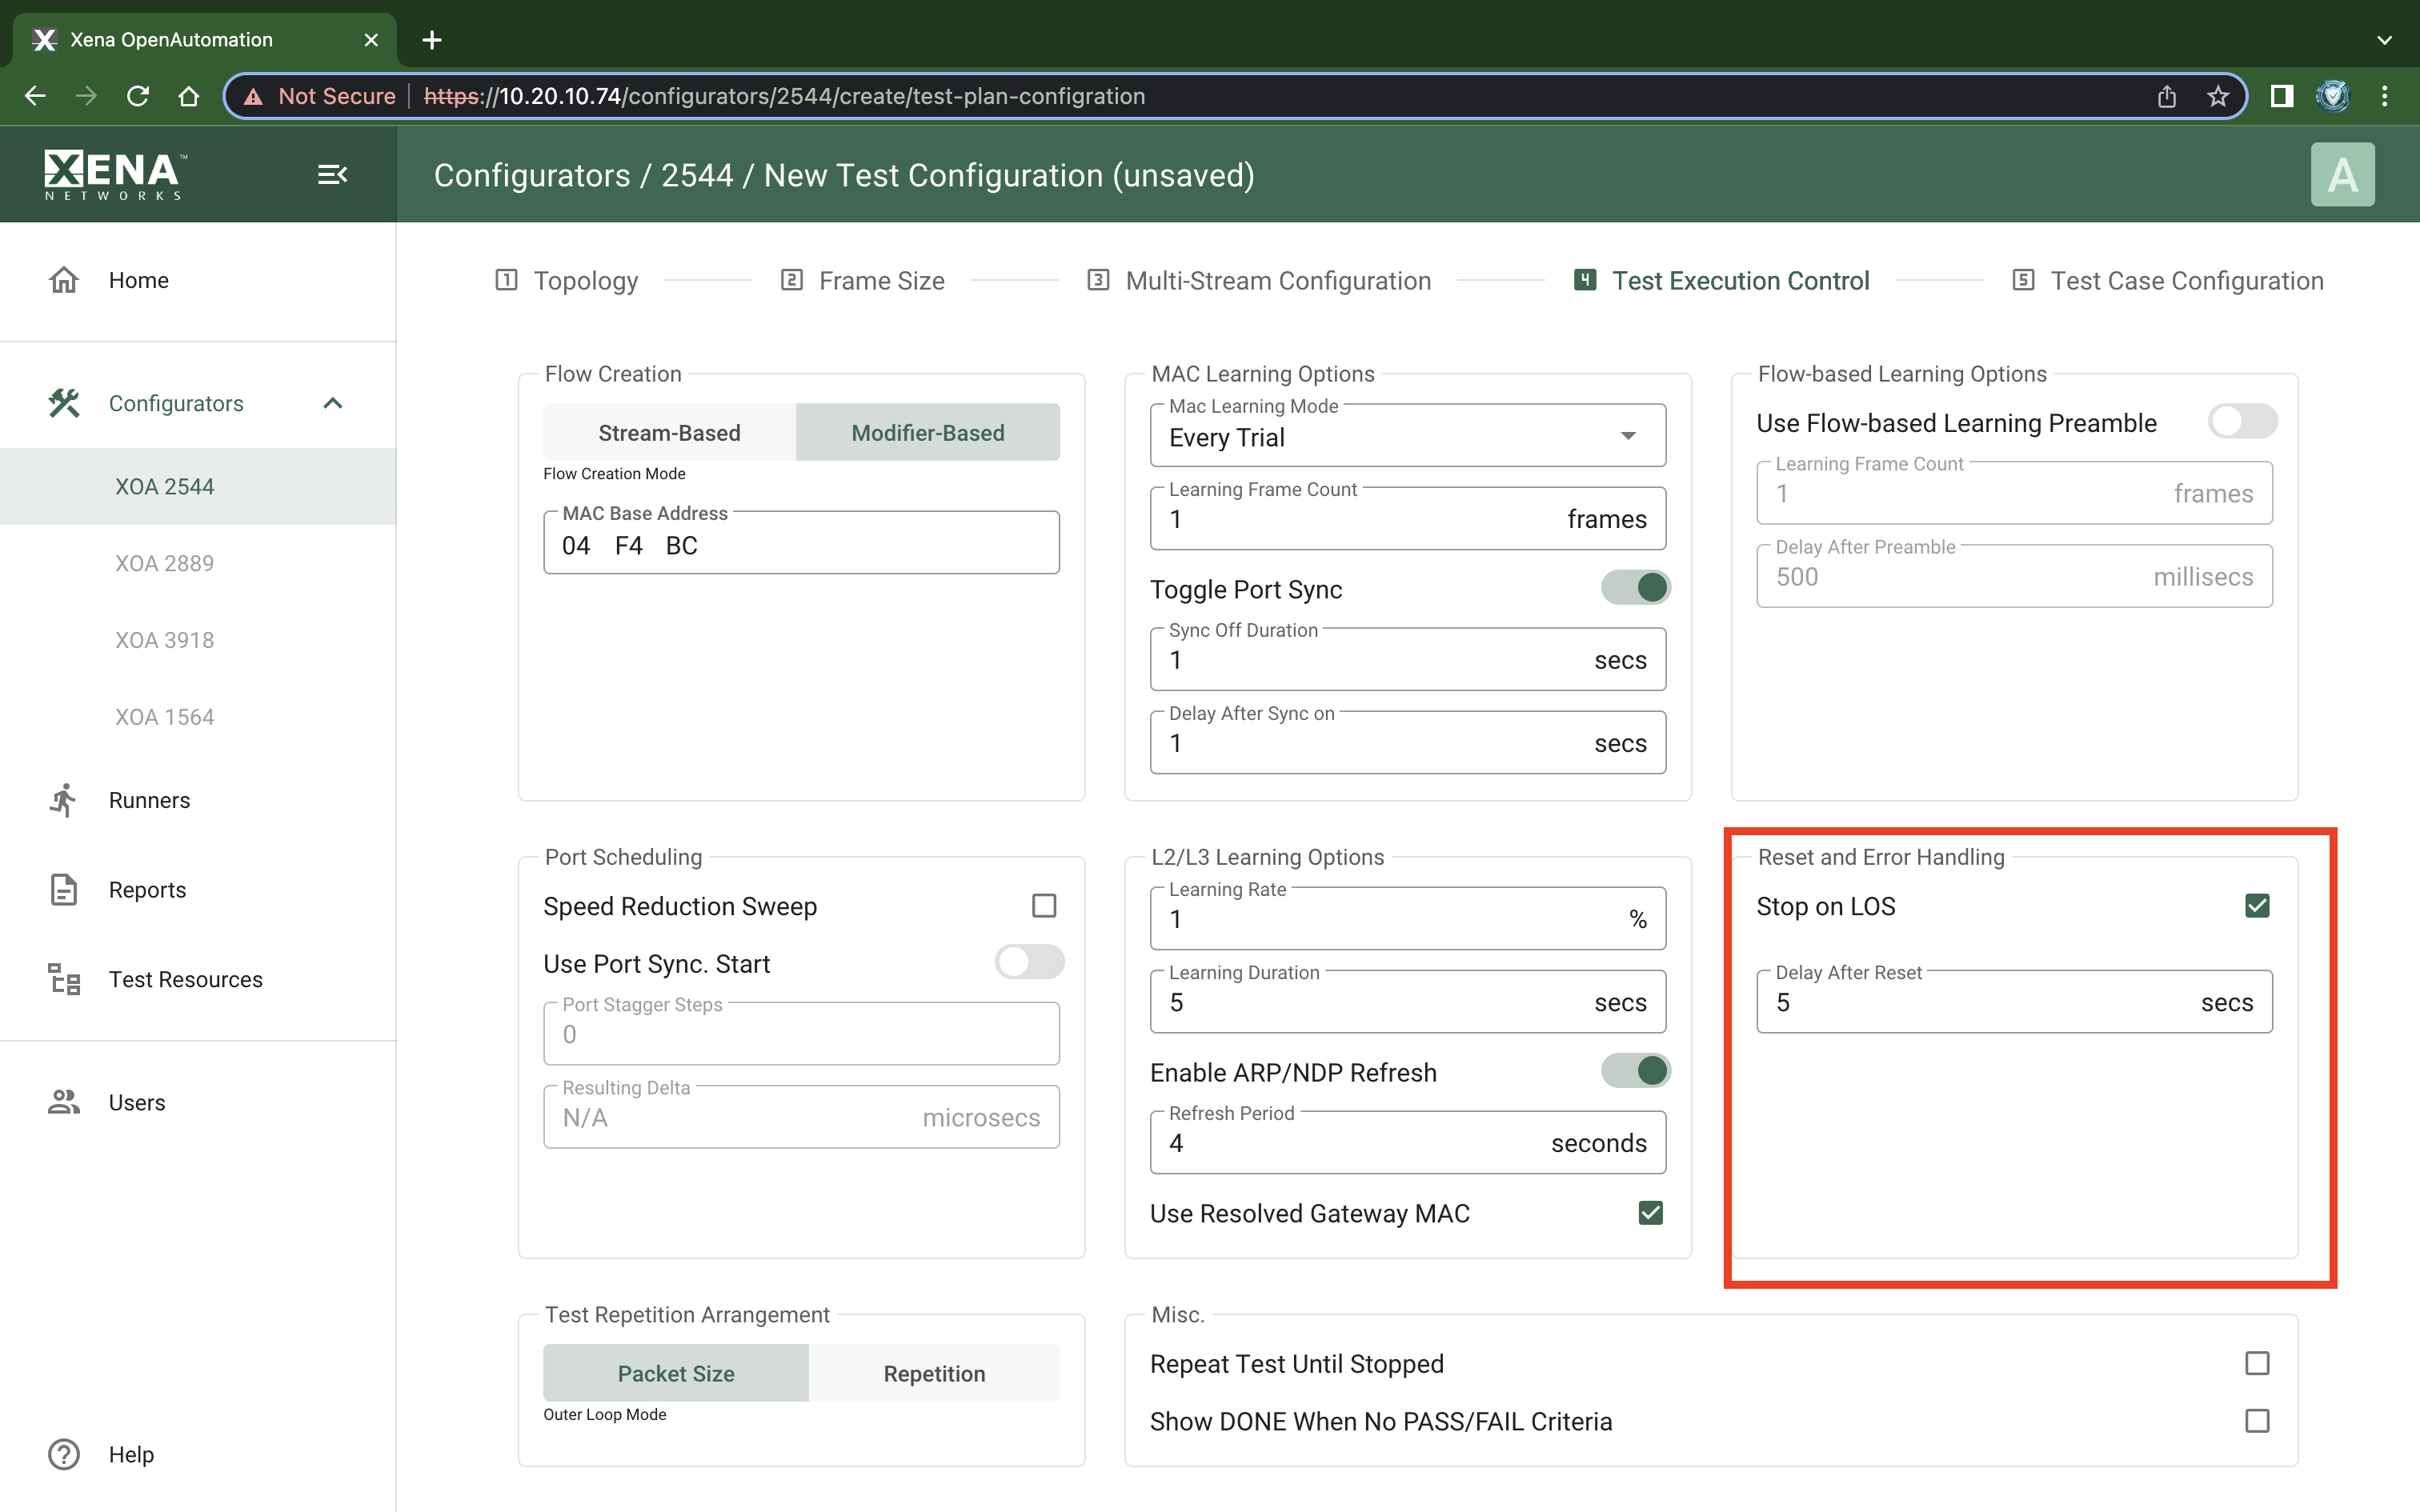 Xena OpenAutomation
Not Secure https://10.20.10.74/configurators/2544/create/test-plan-configration
XENA™
NETWORKS
Configurators / 2544 / New Test Configuration (unsaved)
A
Home
Configurators
XOA 2544
XOA 2889
XOA 3918
XOA 1564
Runners
Reports
Test Resources
Users
Help
1 Topology
2 Frame Size
3 Multi-Stream Configuration
4 Test Execution Control
5 Test Case Configuration
Flow Creation
Stream-Based Modifier-Based
Flow Creation Mode
MAC Base Address
04 F4 BC
MAC Learning Options
Mac Learning Mode
Every Trial
Learning Frame Count
1 frames
Toggle Port Sync
Sync Off Duration
1 secs
Delay After Sync on
1 secs
Flow-based Learning Options
Use Flow-based Learning Preamble
Learning Frame Count
1 frames
Delay After Preamble
500 millisecs
Port Scheduling
Speed Reduction Sweep
Use Port Sync. Start
Port Stagger Steps
0
Resulting Delta
N/A microsecs
L2/L3 Learning Options
Learning Rate
1 %
Learning Duration
5 secs
Enable ARP/NDP Refresh
Refresh Period
4 seconds
Use Resolved Gateway MAC
Reset and Error Handling
Stop on LOS
Delay After Reset
5 secs
Test Repetition Arrangement
Packet Size Repetition
Outer Loop Mode
Misc.
Repeat Test Until Stopped
Show DONE When No PASS/FAIL Criteria